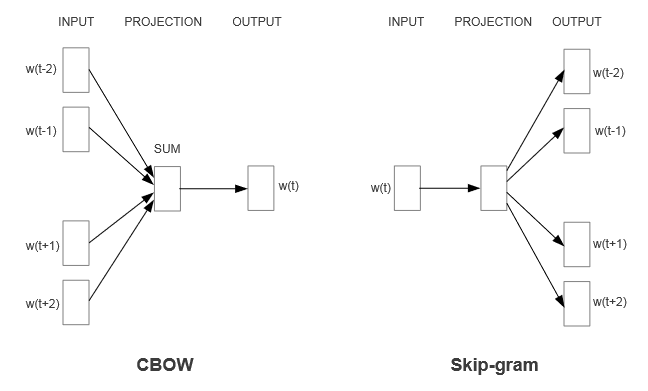 INPUT PROJECTION OUTPUT
w(t-2)
w(t-1)
SUM
w(t)
w(t+1)
w(t+2)
CBOW
INPUT PROJECTION OUTPUT
w(t-2)
w(t-1)
w(t)
w(t+1)
w(t+2)
Skip-gram